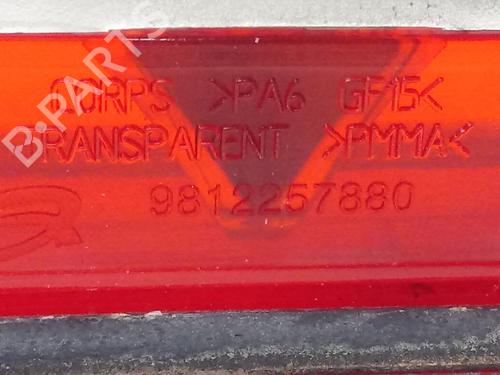 B-PARTS
CORPS >PA6 GF15<
TRANSPARENT >PMMA<
9812257880